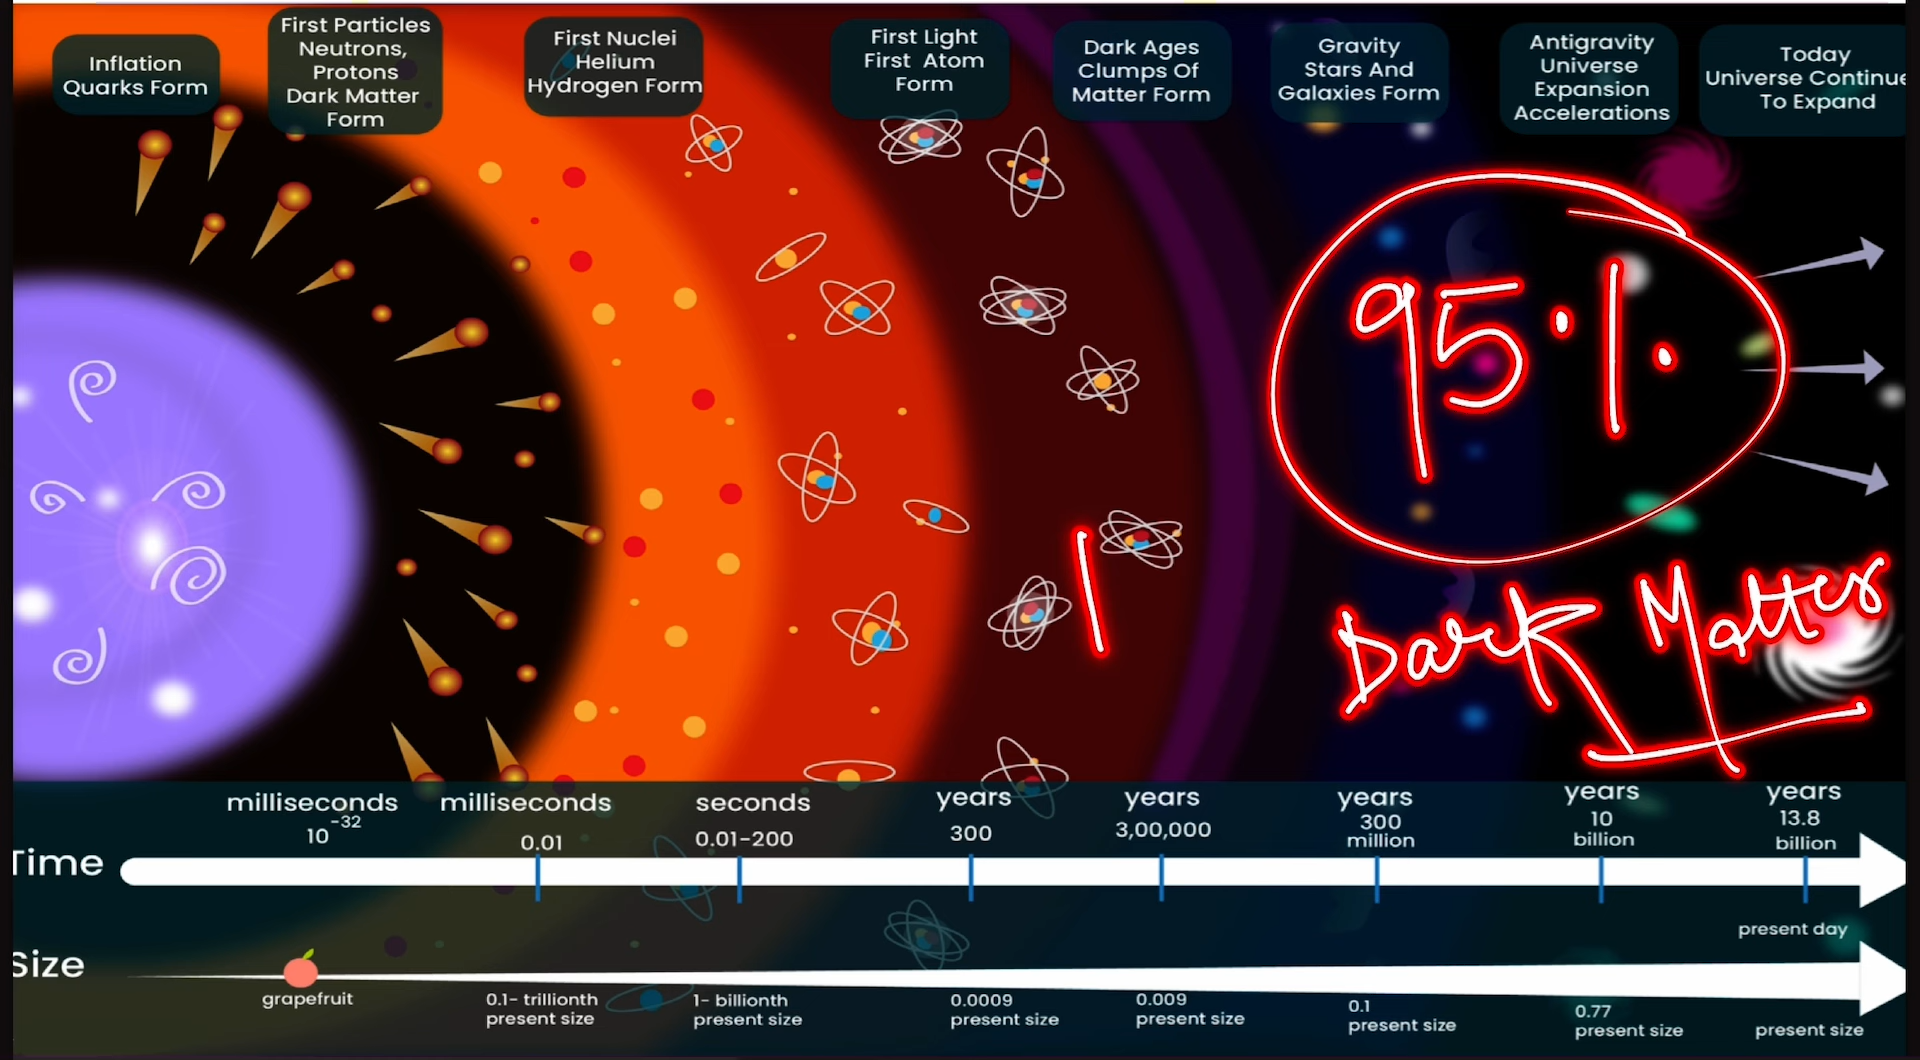 Inflation
Quarks Form
First Particles
Neutrons,
Protons
Dark Matter
Form
First Nuclei
Helium
Hydrogen Form
First Light
First Atom
Form
Dark Ages
Clumps Of
Matter Form
Gravity
Stars And
Galaxies Form
Antigravity
Universe
Expansion
Accelerations
Today
Universe Continue
To Expand
95%
Dark Matter
Time
milliseconds
10⁻³²
milliseconds
0.01
seconds
0.01-200
years
300
years
3,00,000
years
300
million
years
10
billion
years
13.8
billion
present day
Size
grapefruit
0.1- trillionth
present size
1- billionth
present size
0.0009
present size
0.009
present size
0.1
present size
0.77
present size
present size